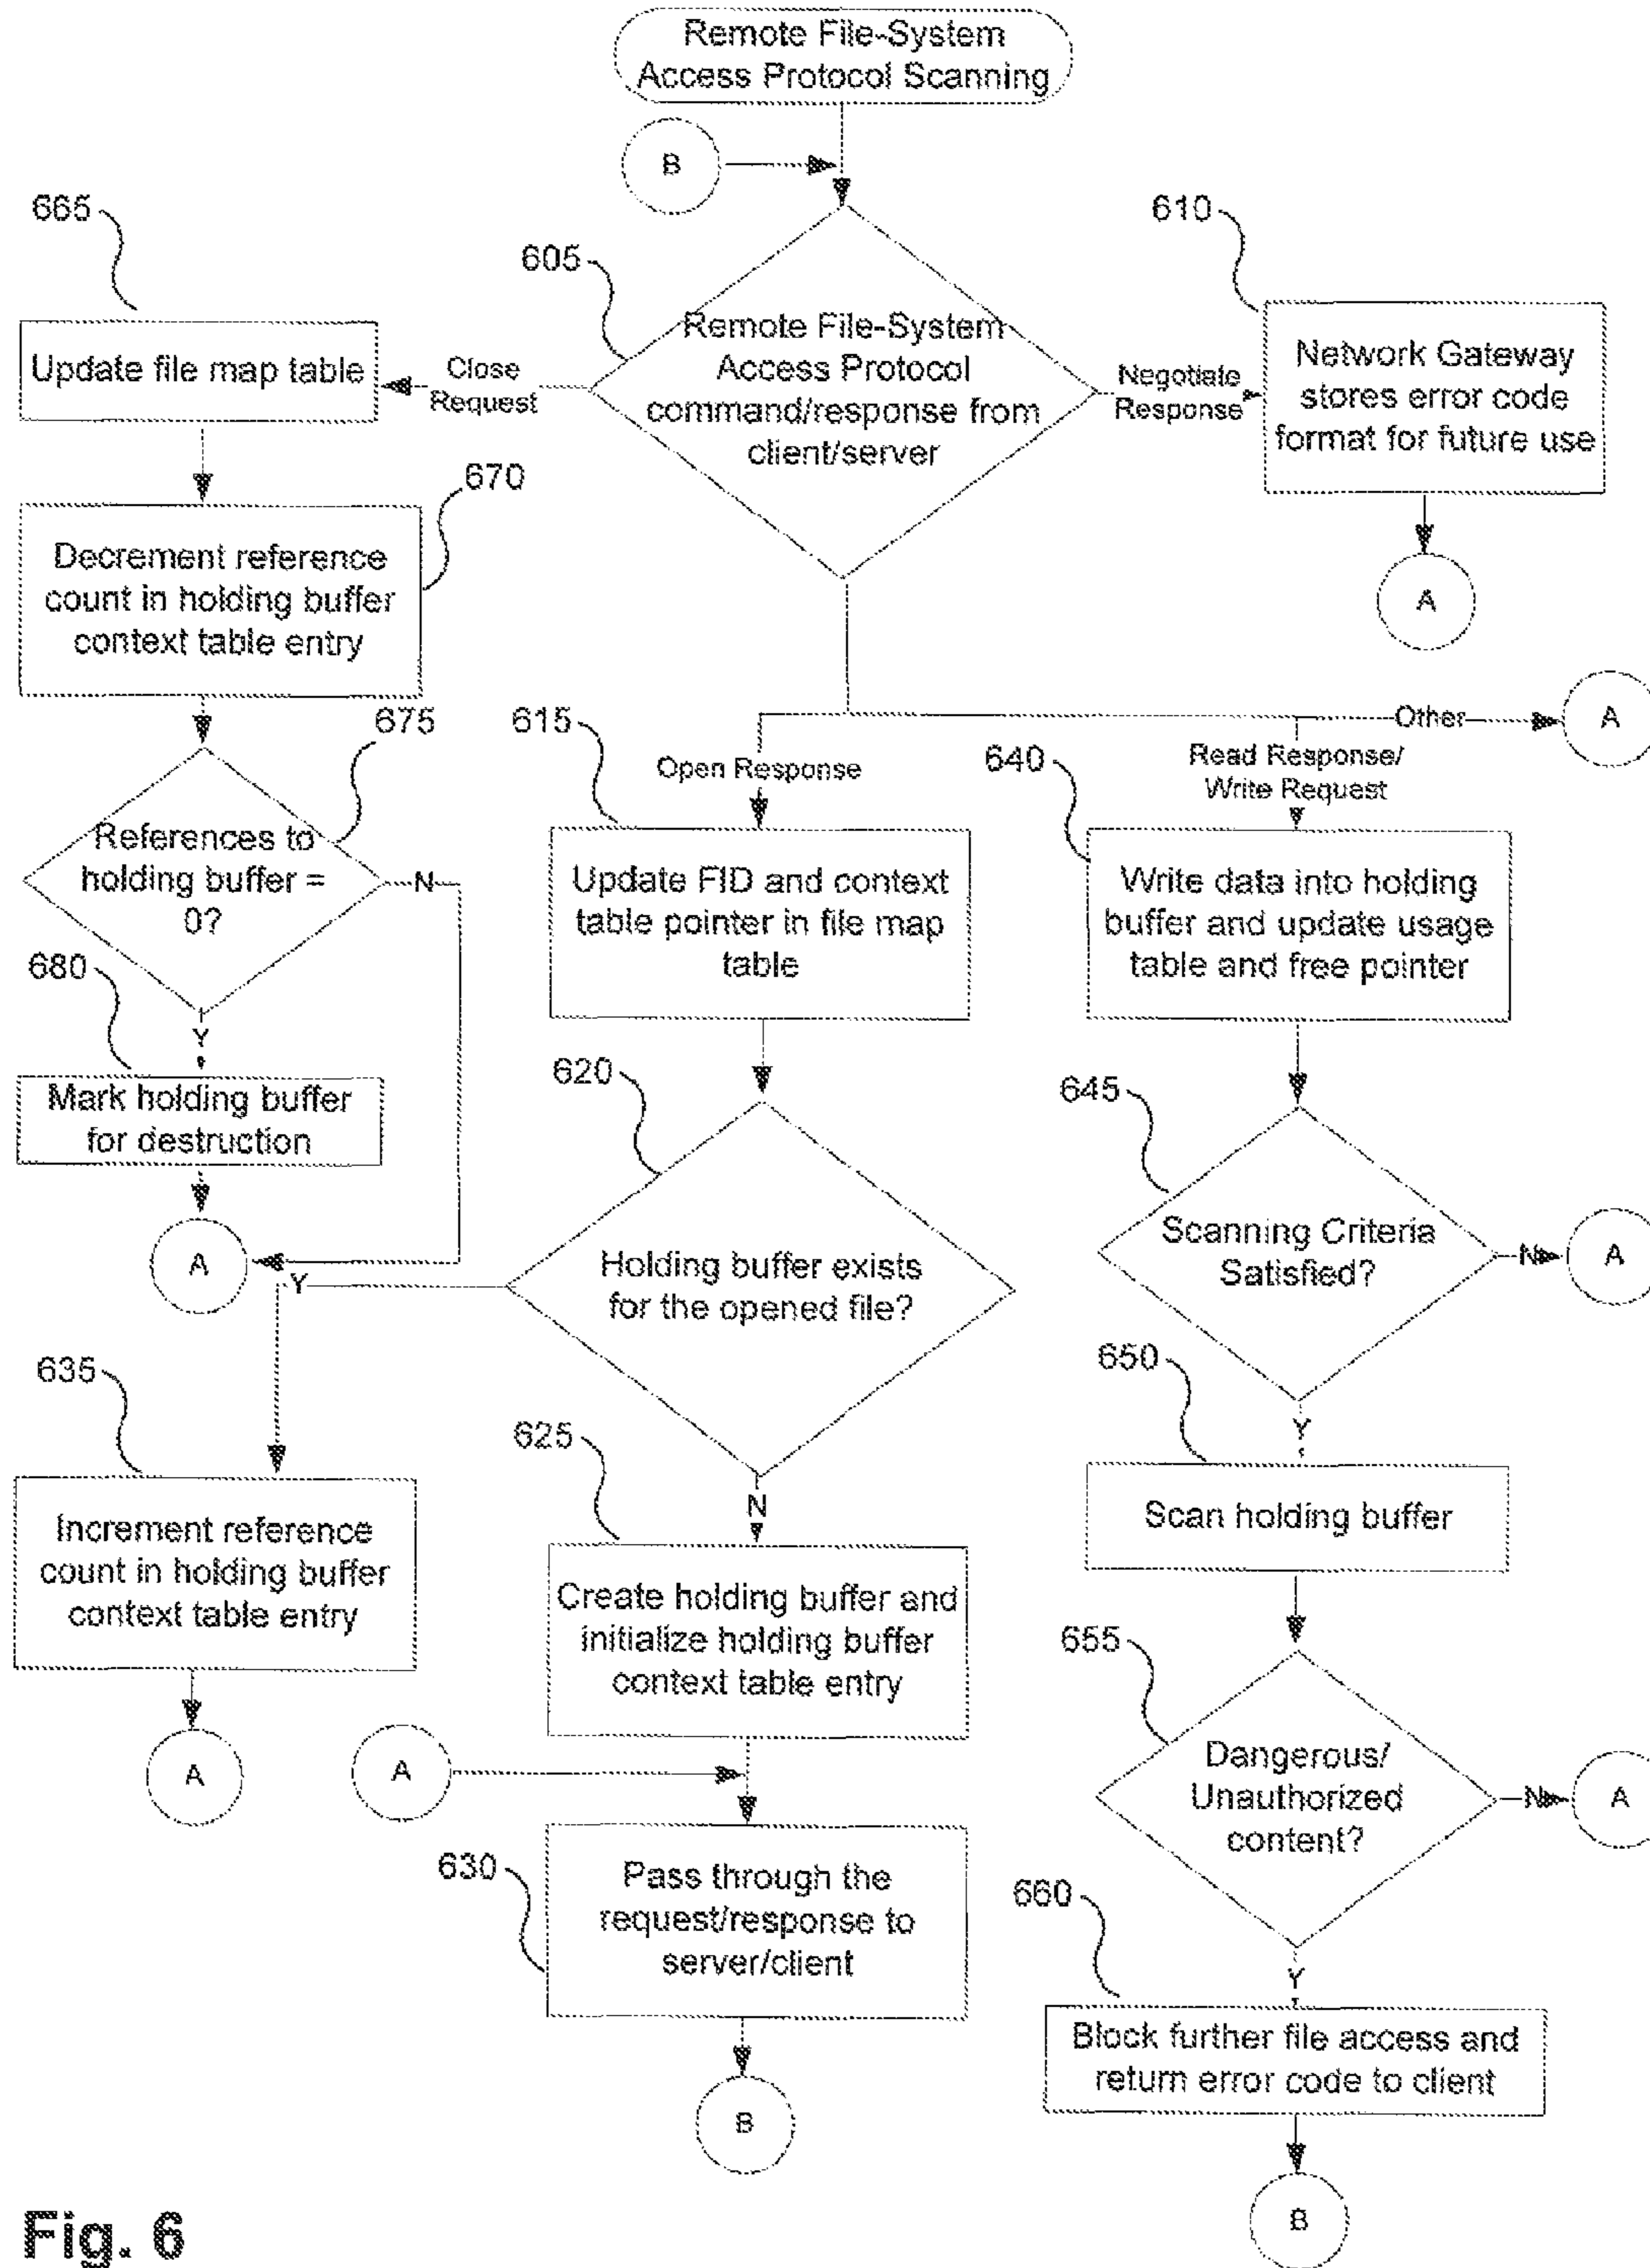 Remote File-System
Access Protocol Scanning
B
665
610
605
Update file map table
Close
Request
Remote File-System
Access Protocol
command/response from
client/server
Negotiate
Response
Network Gateway
stores error code
format for future use
670
Decrement reference
count in holding buffer
context table entry
A
675
615
Other
A
Open Response
640
Read Response/
Write Request
References to
holding buffer =
0?
N
Update FID and context
table pointer in file map
table
Write data into holding
buffer and update usage
table and free pointer
680
Y
Mark holding buffer
for destruction
620
645
A
Y
Holding buffer exists
for the opened file?
Scanning Criteria
Satisfied?
N
A
635
650
625
Y
N
Increment reference
count in holding buffer
context table entry
Scan holding buffer
Create holding buffer and
initialize holding buffer
context table entry
655
A
A
Dangerous/
Unauthorized
content?
N
A
630
Pass through the
request/response to
server/client
660
Y
Block further file access and
return error code to client
B
B
Fig. 6